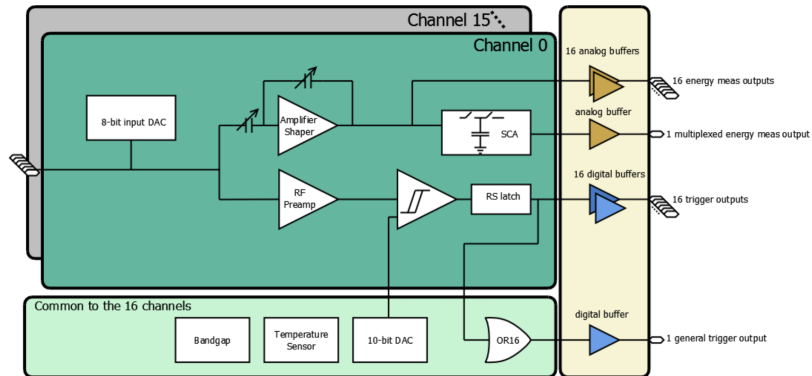 Channel 15
Channel 0
16 analog buffers
16 energy meas outputs
8-bit input DAC
Amplifier
Shaper
analog buffer
SCA
1 multiplexed energy meas output
16 digital buffers
RF
Preamp
RS latch
16 trigger outputs
Common to the 16 channels
digital buffer
Bandgap
Temperature
Sensor
10-bit DAC
OR16
1 general trigger output